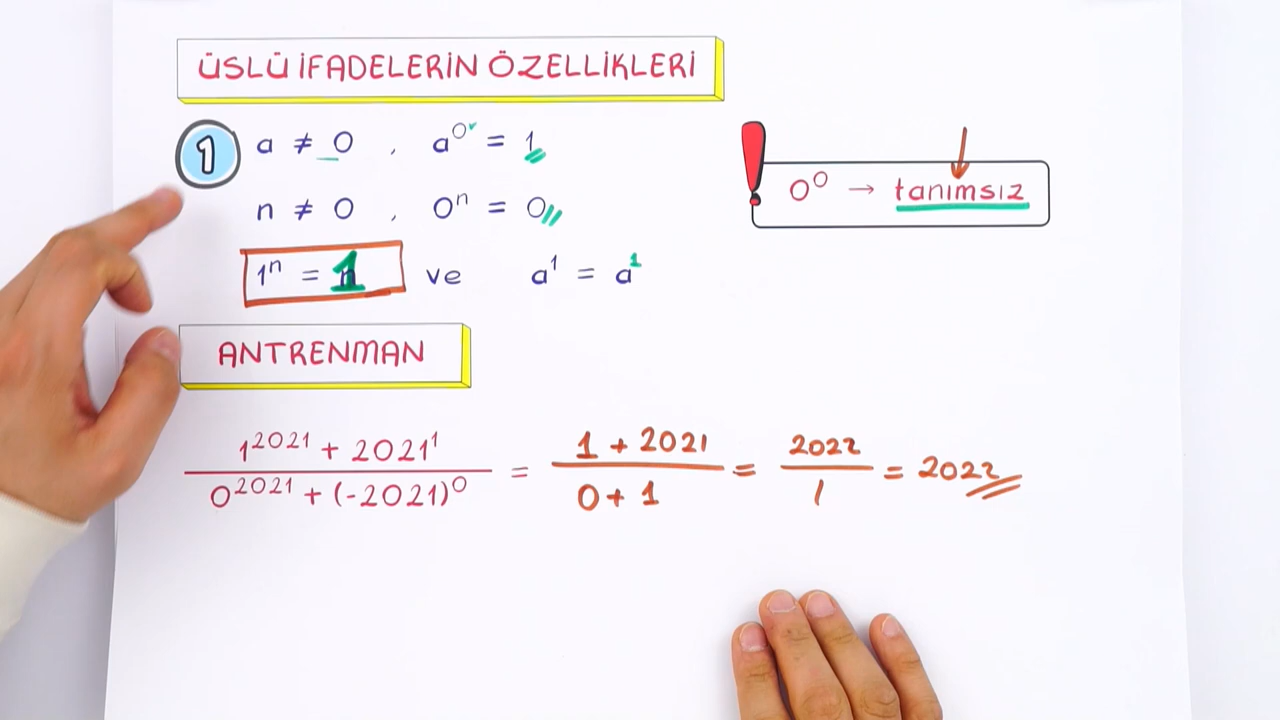 ÜSLÜ İFADELERİN ÖZELLİKLERİ
1
a ≠ 0 , a⁰ = 1
n ≠ 0 , 0ⁿ = 0
1ⁿ = 1 ve a¹ = a¹
! 0⁰ → tanımsız
ANTRENMAN
1²⁰²¹ + 2021¹ / 0²⁰²¹ + (-2021)⁰ = 1 + 2021 / 0 + 1 = 2022 / 1 = 2022